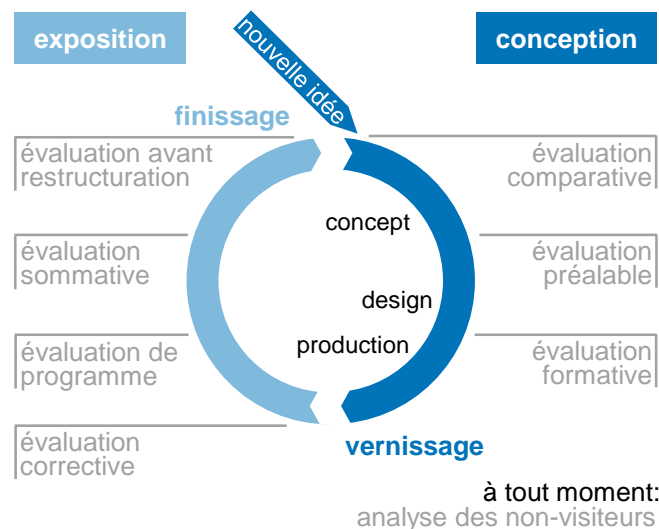 exposition
nouvelle idée
conception
finissage
évaluation avant
restructuration
évaluation
comparative
concept
évaluation
sommative
évaluation
préalable
design
production
évaluation de
programme
évaluation
formative
évaluation
corrective
vernissage
à tout moment:
analyse des non-visiteurs